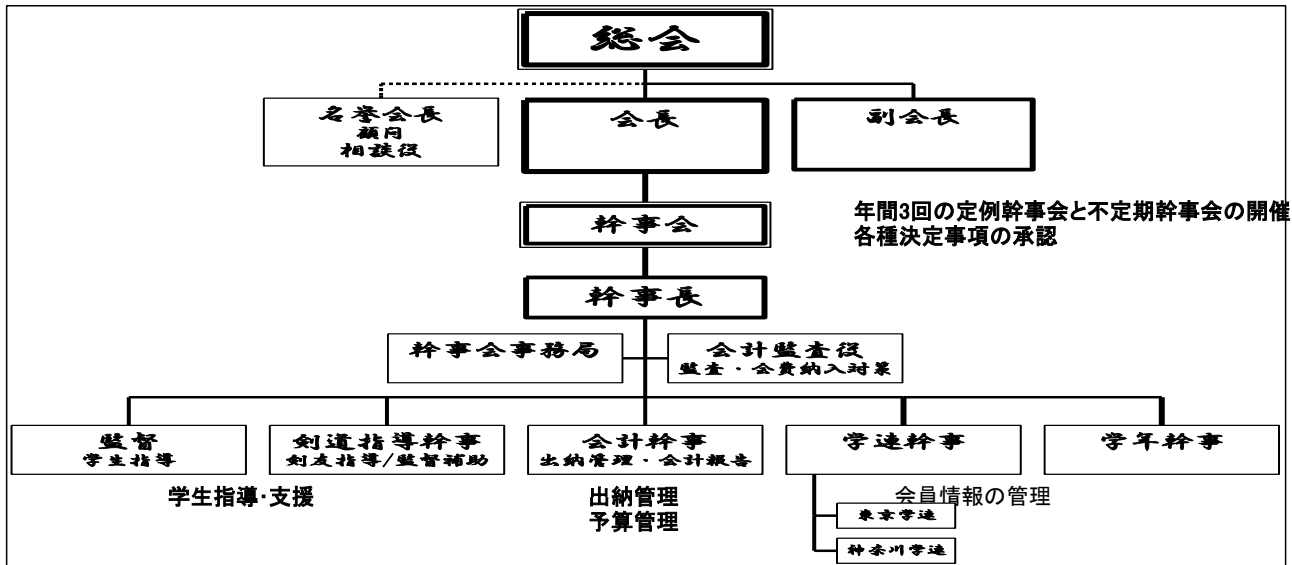 総会
名誉会長
顧問
相談役
会長
副会長
幹事会
年間3回の定例幹事会と不定期幹事会の開催
各種決定事項の承認
幹事長
幹事会事務局
会計監査役
監査・会費納入対策
監督
学生指導
剣道指導幹事
剣友指導/監督補助
会計幹事
出納管理・会計報告
学連幹事
学年幹事
学生指導・支援
出納管理
予算管理
会員情報の管理
東京学連
神奈川学連